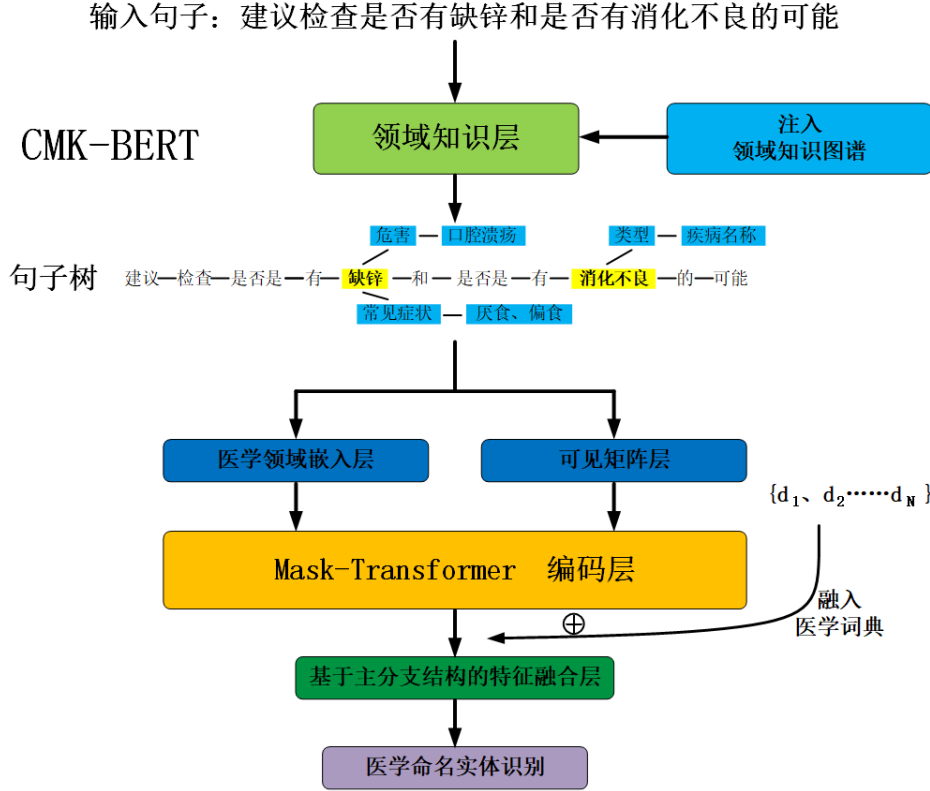 输入句子：建议检查是否有缺锌和是否有消化不良的可能
CMK-BERT
领域知识层
注入
领域知识图谱
危害 口腔溃疡 类型 疾病名称
句子树 建议 检查 是否是 有 缺锌 和 是否是 有 消化不良 的 可能
常见症状 厌食、偏食
医学领域嵌入层 可见矩阵层
{d1、d2……dN}
Mask-Transformer 编码层
融入
医学词典
⊕
基于主分支结构的特征融合层
医学命名实体识别